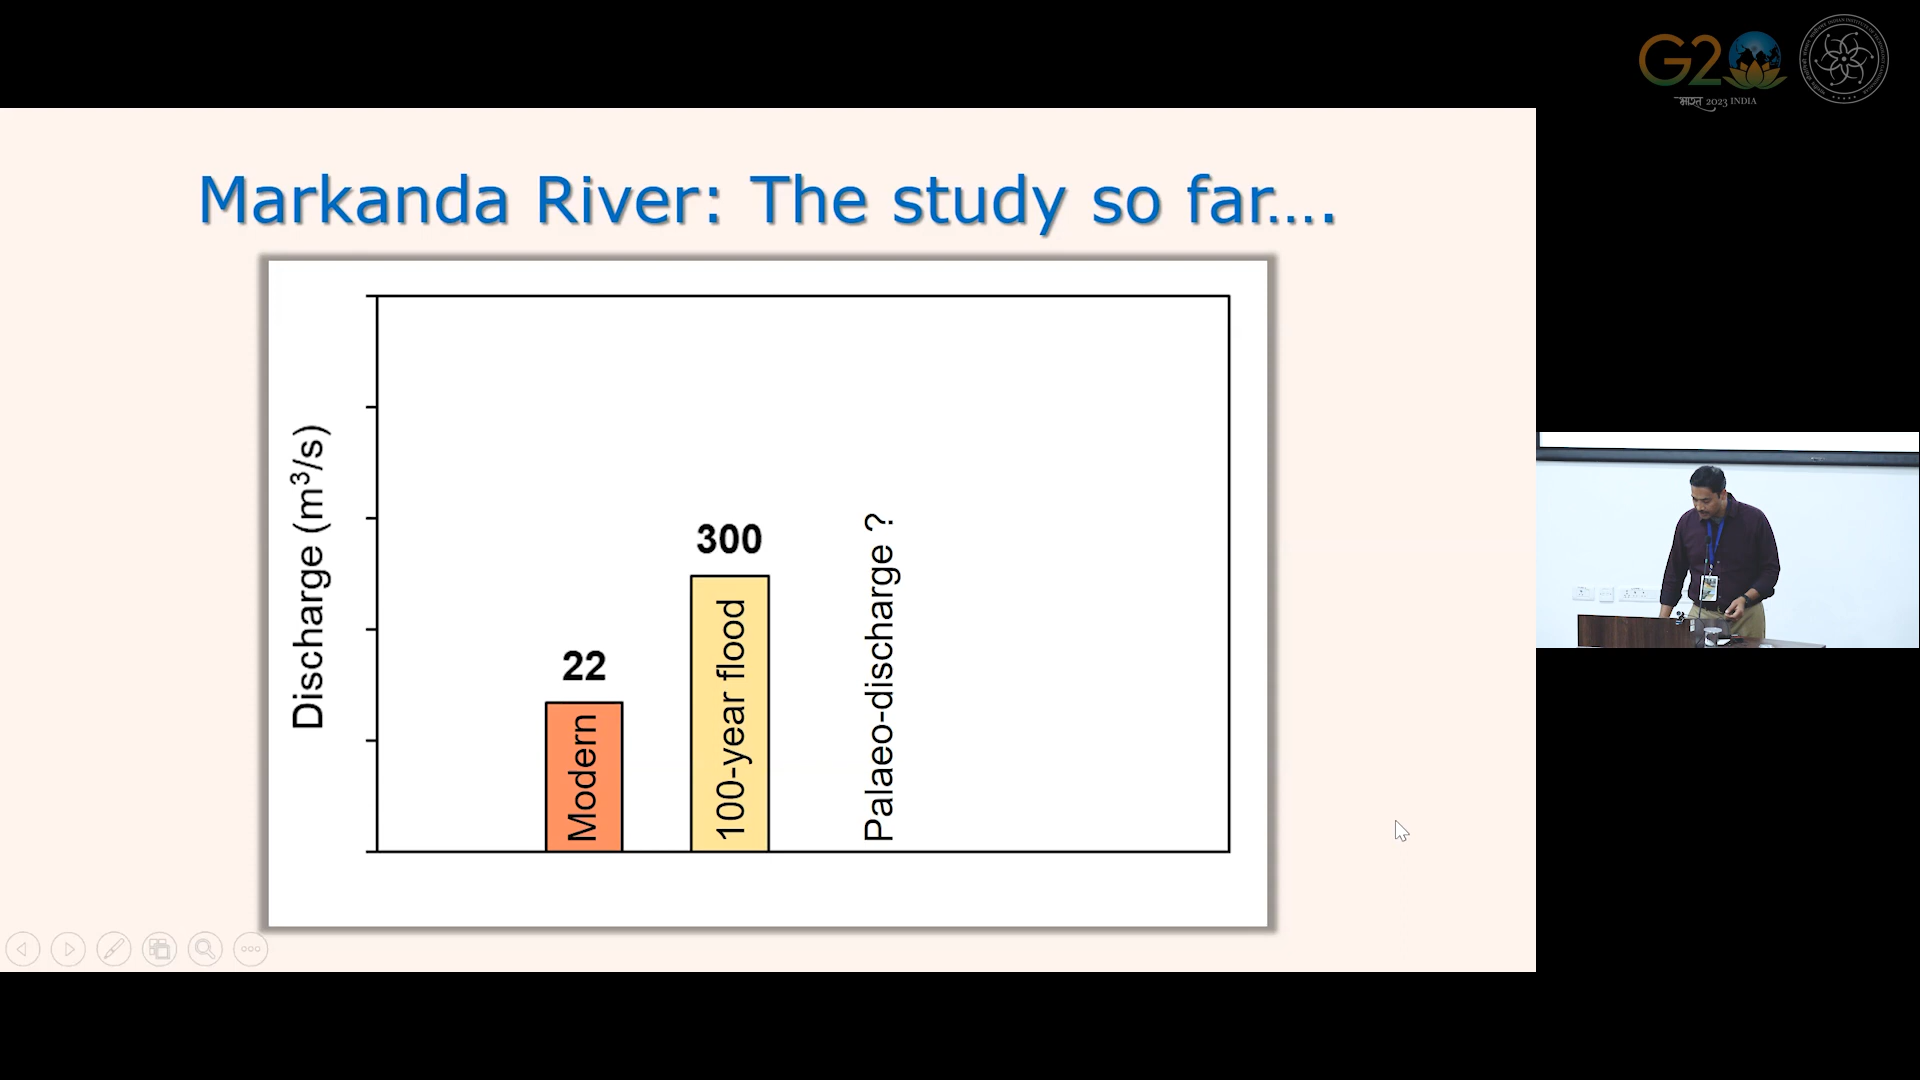 G20
भारत 2023 INDIA
Markanda River: The study so far....
Discharge (m³/s)
22
Modern
300
100-year flood
Palaeo-discharge ?